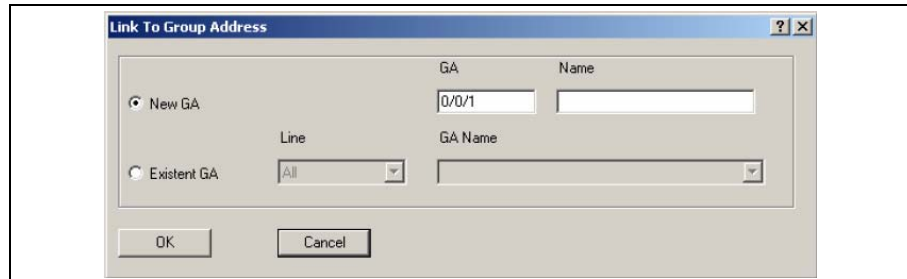 Link To Group Address
GA Name
New GA 0/0/1
Line GA Name
Existent GA All
OK Cancel